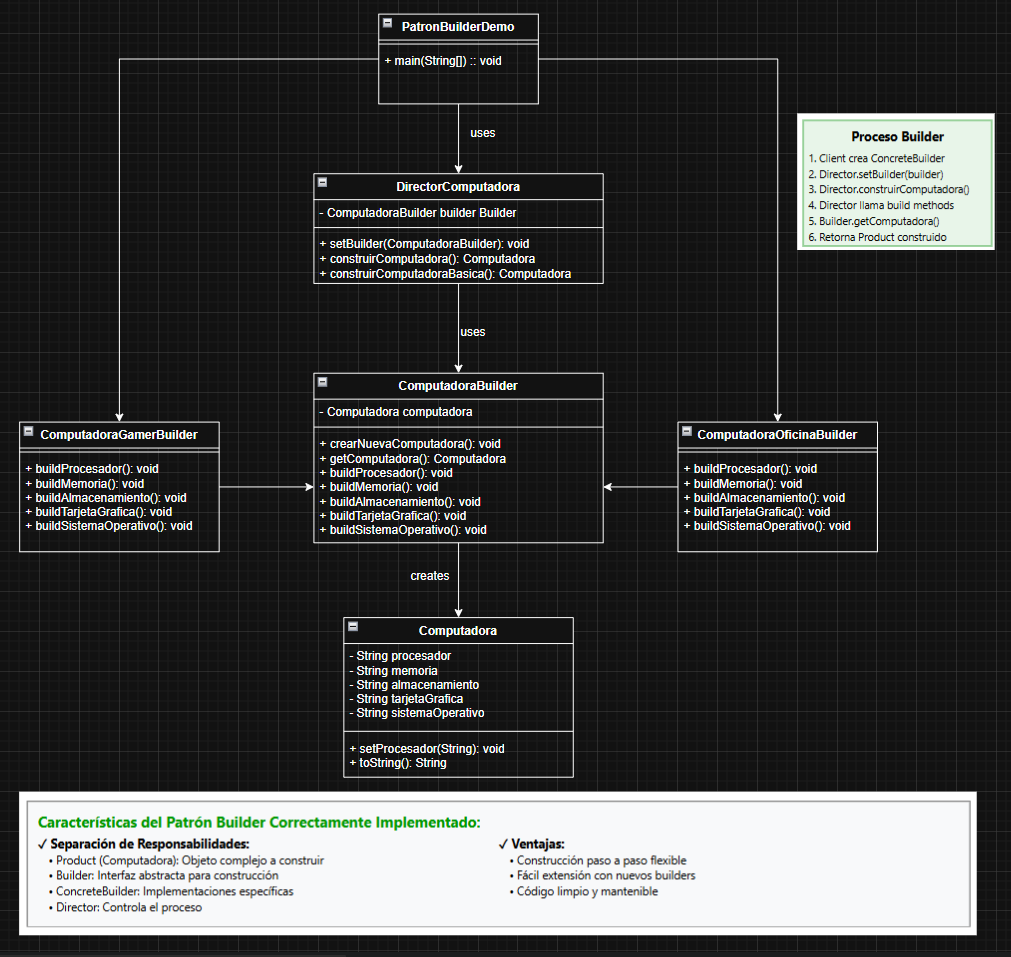 PatronBuilderDemo
+ main(String[]) :: void
uses
Proceso Builder
1. Client crea ConcreteBuilder
2. Director.setBuilder(builder)
3. Director.construirComputadora()
4. Director llama build methods
5. Builder.getComputadora()
6. Retorna Product construido
DirectorComputadora
- ComputadoraBuilder builder Builder
+ setBuilder(ComputadoraBuilder): void
+ construirComputadora(): Computadora
+ construirComputadoraBasica(): Computadora
uses
ComputadoraBuilder
- Computadora computadora
+ crearNuevaComputadora(): void
+ getComputadora(): Computadora
+ buildProcesador(): void
+ buildMemoria(): void
+ buildAlmacenamiento(): void
+ buildTarjetaGrafica(): void
+ buildSistemaOperativo(): void
ComputadoraGamerBuilder
+ buildProcesador(): void
+ buildMemoria(): void
+ buildAlmacenamiento(): void
+ buildTarjetaGrafica(): void
+ buildSistemaOperativo(): void
ComputadoraOficinaBuilder
+ buildProcesador(): void
+ buildMemoria(): void
+ buildAlmacenamiento(): void
+ buildTarjetaGrafica(): void
+ buildSistemaOperativo(): void
creates
Computadora
- String procesador
- String memoria
- String almacenamiento
- String tarjetaGrafica
- String sistemaOperativo
+ setProcesador(String): void
+ toString(): String
Características del Patrón Builder Correctamente Implementado:
✓ Separación de Responsabilidades:
• Product (Computadora): Objeto complejo a construir
• Builder: Interfaz abstracta para construcción
• ConcreteBuilder: Implementaciones específicas
• Director: Controla el proceso
✓ Ventajas:
• Construcción paso a paso flexible
• Fácil extensión con nuevos builders
• Código limpio y mantenible